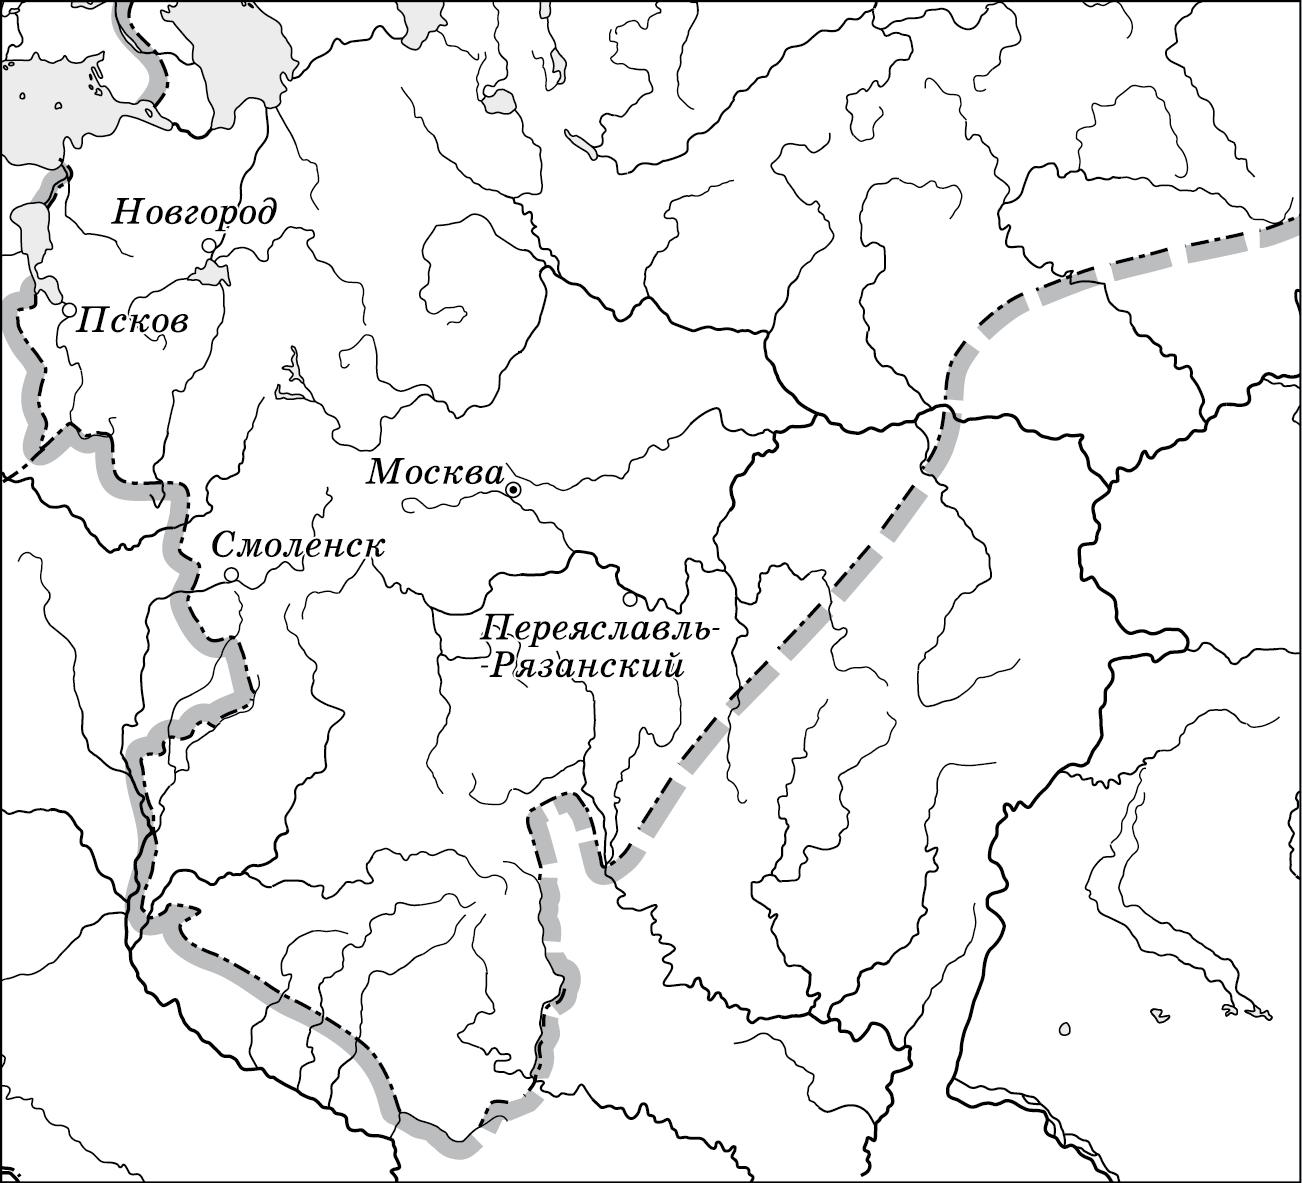 Новгород
Псков
Москва
Смоленск
Переяславль-
-Рязанский